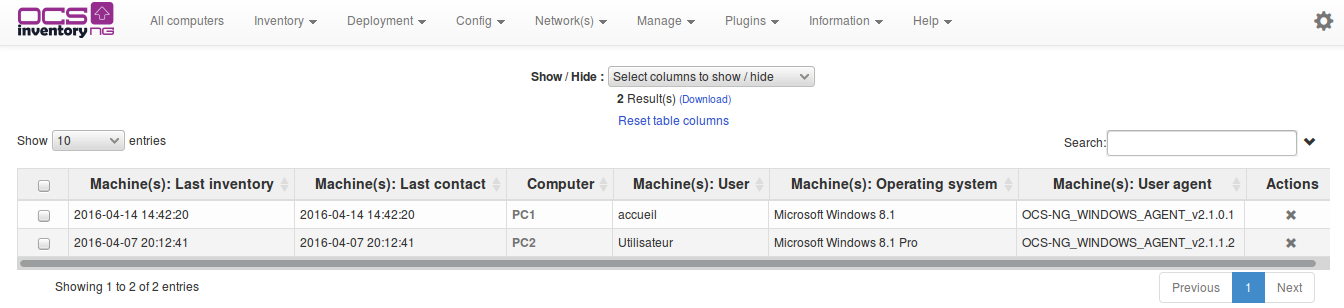 OCS inventory NG
All computers Inventory Deployment Config Network(s) Manage Plugins Information Help
Show / Hide : Select columns to show / hide
2 Result(s) (Download)
Reset table columns
Show 10 entries Search:
Machine(s): Last inventory Machine(s): Last contact Computer Machine(s): User Machine(s): Operating system Machine(s): User agent Actions
2016-04-14 14:42:20 2016-04-14 14:42:20 PC1 accueil Microsoft Windows 8.1 OCS-NG_WINDOWS_AGENT_v2.1.0.1
2016-04-07 20:12:41 2016-04-07 20:12:41 PC2 Utilisateur Microsoft Windows 8.1 Pro OCS-NG_WINDOWS_AGENT_v2.1.1.2
Showing 1 to 2 of 2 entries Previous 1 Next